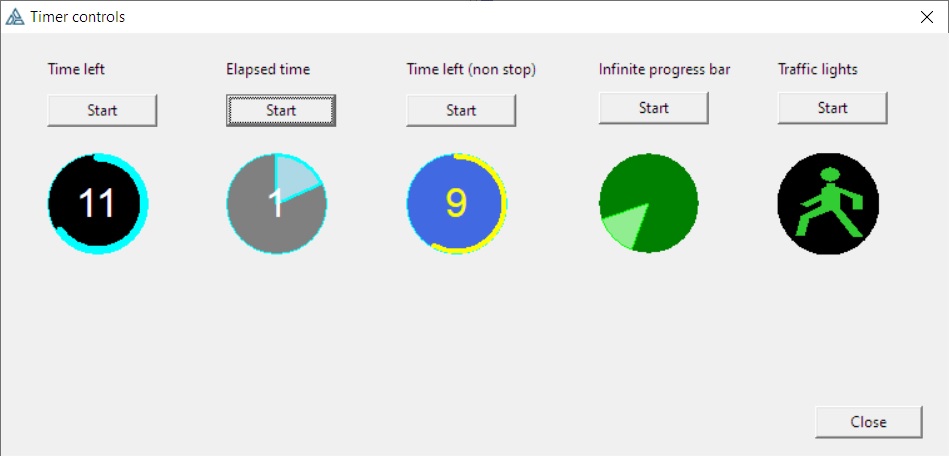 Timer controls
Time left
Elapsed time
Time left (non stop)
Infinite progress bar
Traffic lights
Start
Start
Start
Start
Start
11
1
9
Close